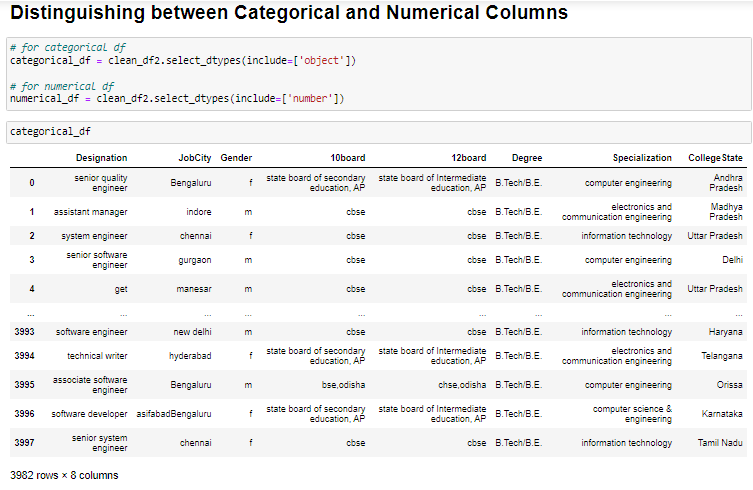 Distinguishing between Categorical and Numerical Columns
# for categorical df
categorical_df = clean_df2.select_dtypes(include=['object'])
# for numerical df
numerical_df = clean_df2.select_dtypes(include=['number'])
categorical_df
Designation JobCity Gender 10board 12board Degree Specialization CollegeState
0 senior quality engineer Bengaluru f state board of secondary education, AP state board of Intermediate education, AP B.Tech/B.E. computer engineering Andhra Pradesh
1 assistant manager indore m cbse cbse B.Tech/B.E. electronics and communication engineering Madhya Pradesh
2 system engineer chennai f cbse cbse B.Tech/B.E. information technology Uttar Pradesh
3 senior software engineer gurgaon m cbse cbse B.Tech/B.E. computer engineering Delhi
4 get manesar m cbse cbse B.Tech/B.E. electronics and communication engineering Uttar Pradesh
... ... ... ... ... ... ... ... ...
3993 software engineer new delhi m cbse cbse B.Tech/B.E. information technology Haryana
3994 technical writer hyderabad f state board of secondary education, AP state board of Intermediate education, AP B.Tech/B.E. electronics and communication engineering Telangana
3995 associate software engineer Bengaluru m bse,odisha chse,odisha B.Tech/B.E. computer engineering Orissa
3996 software developer asifabadBengaluru f state board of secondary education, AP state board of Intermediate education, AP B.Tech/B.E. computer science & engineering Karnataka
3997 senior system engineer chennai f cbse cbse B.Tech/B.E. information technology Tamil Nadu
3982 rows × 8 columns